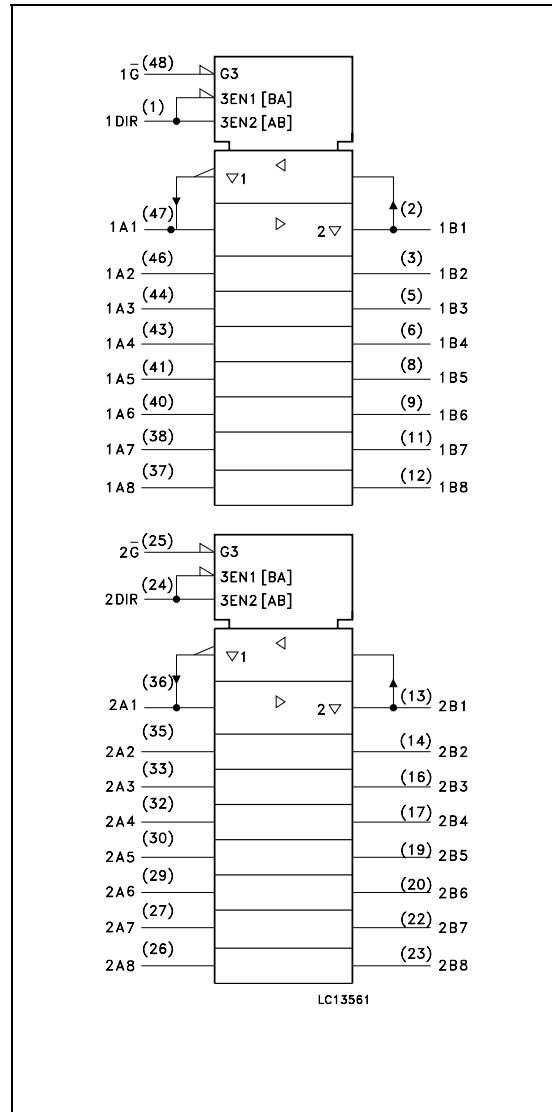 1G̅ (48) G3
3EN1 [BA]
1DIR (1) 3EN2 [AB]
▽1 ◁
1A1 (47) ▷ 2▽ (2) 1B1
1A2 (46) (3) 1B2
1A3 (44) (5) 1B3
1A4 (43) (6) 1B4
1A5 (41) (8) 1B5
1A6 (40) (9) 1B6
1A7 (38) (11) 1B7
1A8 (37) (12) 1B8
2G̅ (25) G3
3EN1 [BA]
2DIR (24) 3EN2 [AB]
▽1 ◁
2A1 (36) ▷ 2▽ (13) 2B1
2A2 (35) (14) 2B2
2A3 (33) (16) 2B3
2A4 (32) (17) 2B4
2A5 (30) (19) 2B5
2A6 (29) (20) 2B6
2A7 (27) (22) 2B7
2A8 (26) (23) 2B8
LC13561